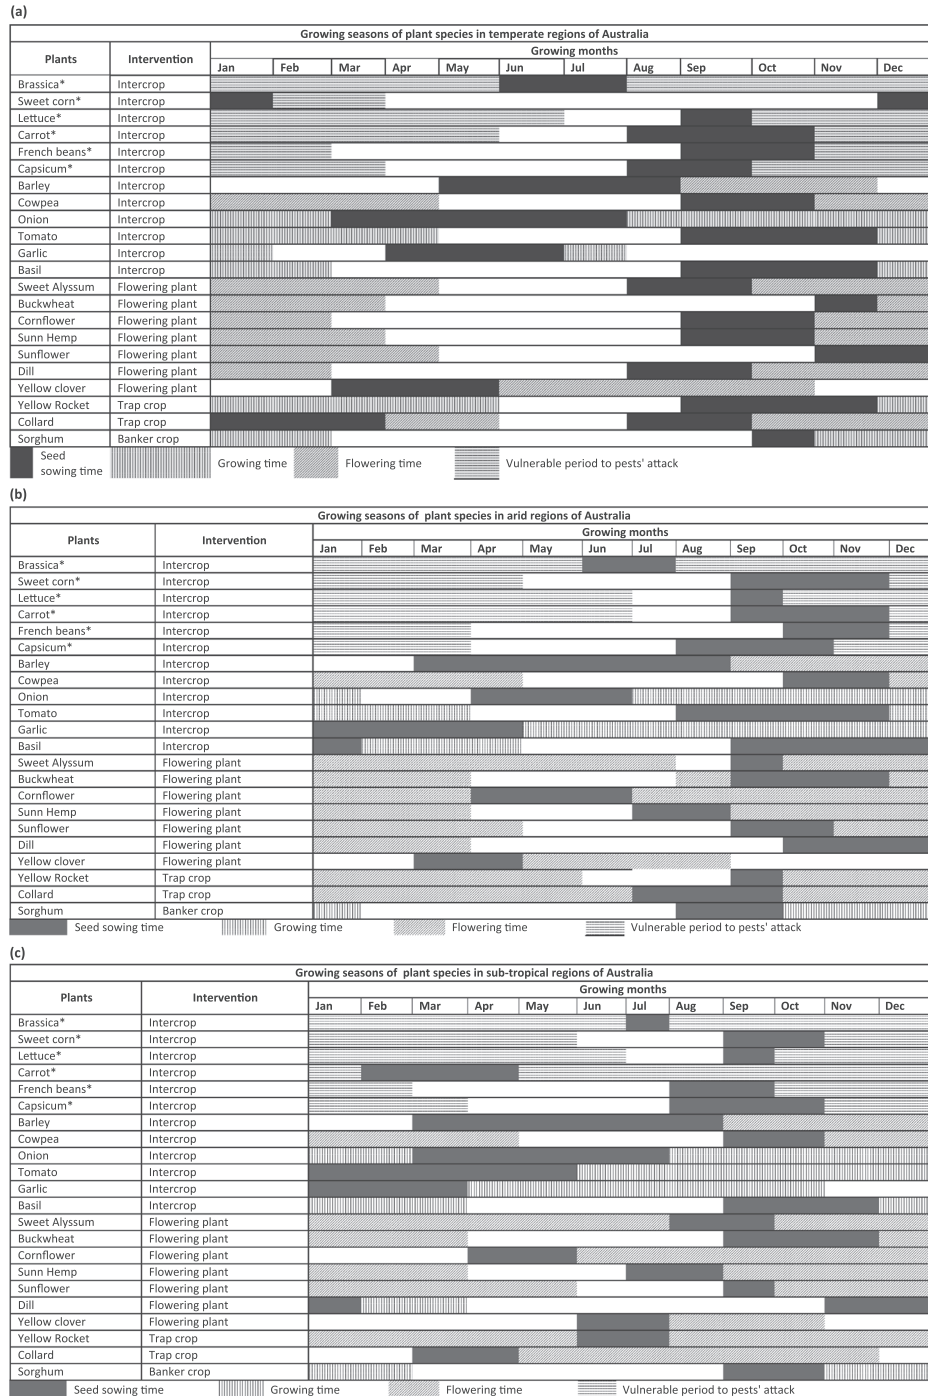 (a)
Growing seasons of plant species in temperate regions of Australia
Plants Intervention Growing months
Jan Feb Mar Apr May Jun Jul Aug Sep Oct Nov Dec
Brassica* Intercrop
Sweet corn* Intercrop
Lettuce* Intercrop
Carrot* Intercrop
French beans* Intercrop
Capsicum* Intercrop
Barley Intercrop
Cowpea Intercrop
Onion Intercrop
Tomato Intercrop
Garlic Intercrop
Basil Intercrop
Sweet Alyssum Flowering plant
Buckwheat Flowering plant
Cornflower Flowering plant
Sunn Hemp Flowering plant
Sunflower Flowering plant
Dill Flowering plant
Yellow clover Flowering plant
Yellow Rocket Trap crop
Collard Trap crop
Sorghum Banker crop
Seed
sowing time Growing time Flowering time Vulnerable period to pests' attack
(b)
Growing seasons of plant species in arid regions of Australia
Plants Intervention Growing months
Jan Feb Mar Apr May Jun Jul Aug Sep Oct Nov Dec
Brassica* Intercrop
Sweet corn* Intercrop
Lettuce* Intercrop
Carrot* Intercrop
French beans* Intercrop
Capsicum* Intercrop
Barley Intercrop
Cowpea Intercrop
Onion Intercrop
Tomato Intercrop
Garlic Intercrop
Basil Intercrop
Sweet Alyssum Flowering plant
Buckwheat Flowering plant
Cornflower Flowering plant
Sunn Hemp Flowering plant
Sunflower Flowering plant
Dill Flowering plant
Yellow clover Flowering plant
Yellow Rocket Trap crop
Collard Trap crop
Sorghum Banker crop
Seed sowing time Growing time Flowering time Vulnerable period to pests' attack
(c)
Growing seasons of plant species in sub-tropical regions of Australia
Plants Intervention Growing months
Jan Feb Mar Apr May Jun Jul Aug Sep Oct Nov Dec
Brassica* Intercrop
Sweet corn* Intercrop
Lettuce* Intercrop
Carrot* Intercrop
French beans* Intercrop
Capsicum* Intercrop
Barley Intercrop
Cowpea Intercrop
Onion Intercrop
Tomato Intercrop
Garlic Intercrop
Basil Intercrop
Sweet Alyssum Flowering plant
Buckwheat Flowering plant
Cornflower Flowering plant
Sunn Hemp Flowering plant
Sunflower Flowering plant
Dill Flowering plant
Yellow clover Flowering plant
Yellow Rocket Trap crop
Collard Trap crop
Sorghum Banker crop
Seed sowing time Growing time Flowering time Vulnerable period to pests' attack